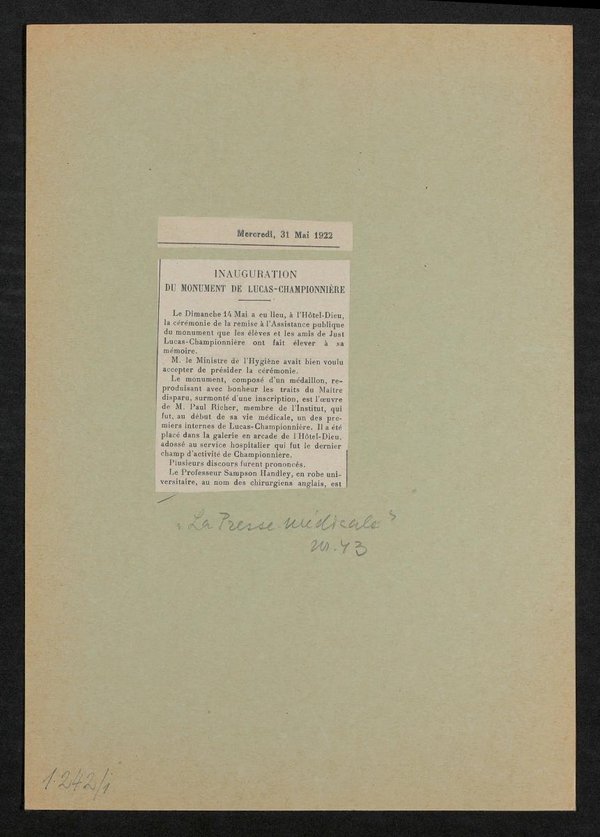 Mercredi, 31 Mai 1922
INAUGURATION
DU MONUMENT DE LUCAS-CHAMPIONNIÈRE
Le Dimanche 14 Mai a eu lieu, à l'Hôtel-Dieu,
la cérémonie de la remise à l'Assistance publique
du monument que les élèves et les amis de Just
Lucas-Championnière ont fait élever à sa
mémoire.
M. le Ministre de l'Hygiène avait bien voulu
accepter de présider la cérémonie.
Le monument, composé d'un médaillon, re-
produisant avec bonheur les traits du Maître
disparu, surmonté d'une inscription, est l'œuvre
de M. Paul Richer, membre de l'Institut, qui
fut, au début de sa vie médicale, un des pre-
miers internes de Lucas-Championnière. Il a été
placé dans la galerie en arcade de l'Hôtel-Dieu,
adossé au service hospitalier qui fut le dernier
champ d'activité de Championnière.
Plusieurs discours furent prononcés.
Le Professeur Sampson Handley, en robe uni-
versitaire, au nom des chirurgiens anglais, est
„La Presse médicale"
nr. 43
1-242/i